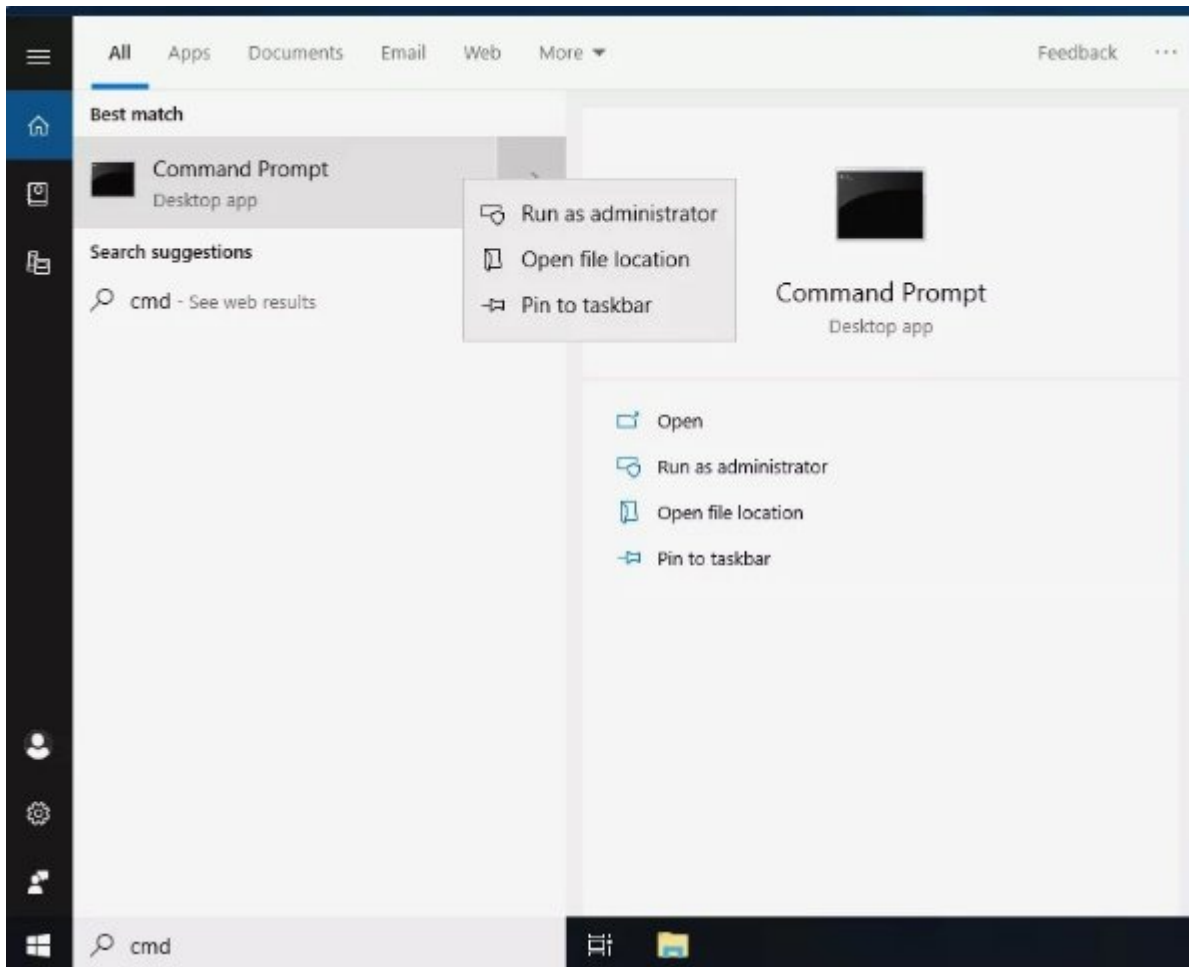 All Apps Documents Email Web More Feedback ...
Best match
Command Prompt
Desktop app
Search suggestions
cmd - See web results
Run as administrator
Open file location
Pin to taskbar
Command Prompt
Desktop app
Open
Run as administrator
Open file location
Pin to taskbar
cmd